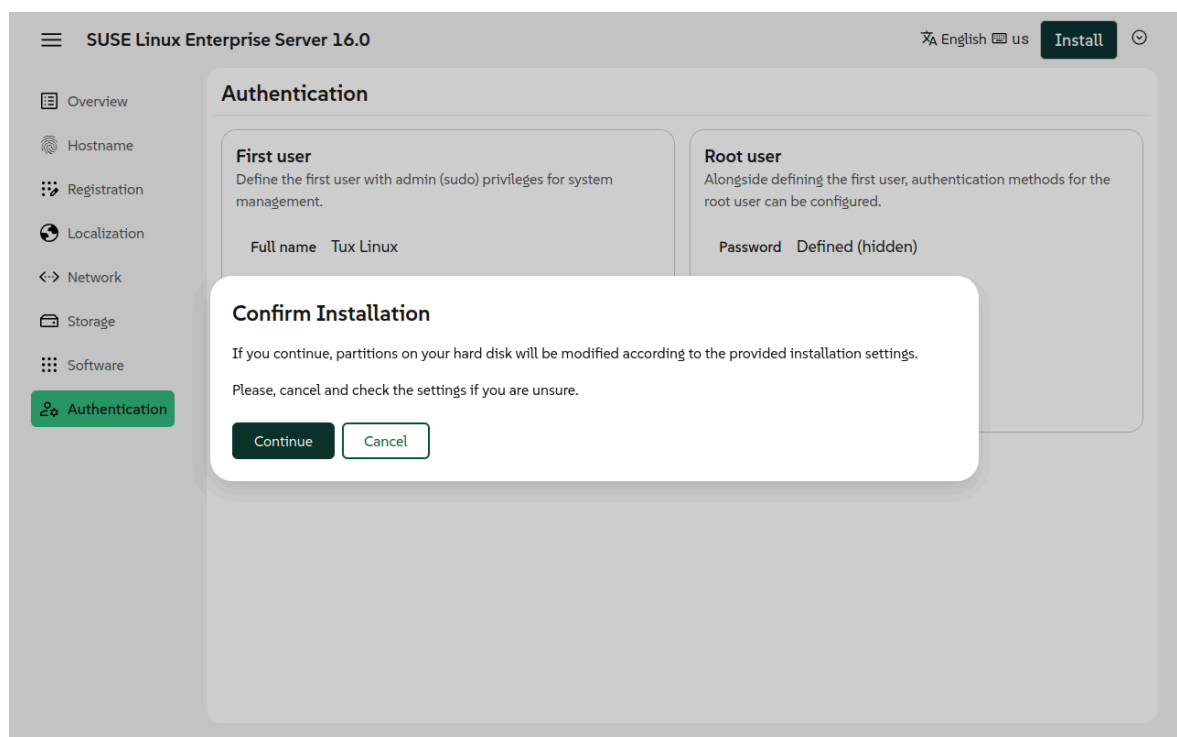 SUSE Linux Enterprise Server 16.0
English us Install
Overview
Hostname
Registration
Localization
Network
Storage
Software
Authentication
Authentication
First user
Define the first user with admin (sudo) privileges for system
management.
Full name Tux Linux
Root user
Alongside defining the first user, authentication methods for the
root user can be configured.
Password Defined (hidden)
Confirm Installation
If you continue, partitions on your hard disk will be modified according to the provided installation settings.
Please, cancel and check the settings if you are unsure.
Continue Cancel